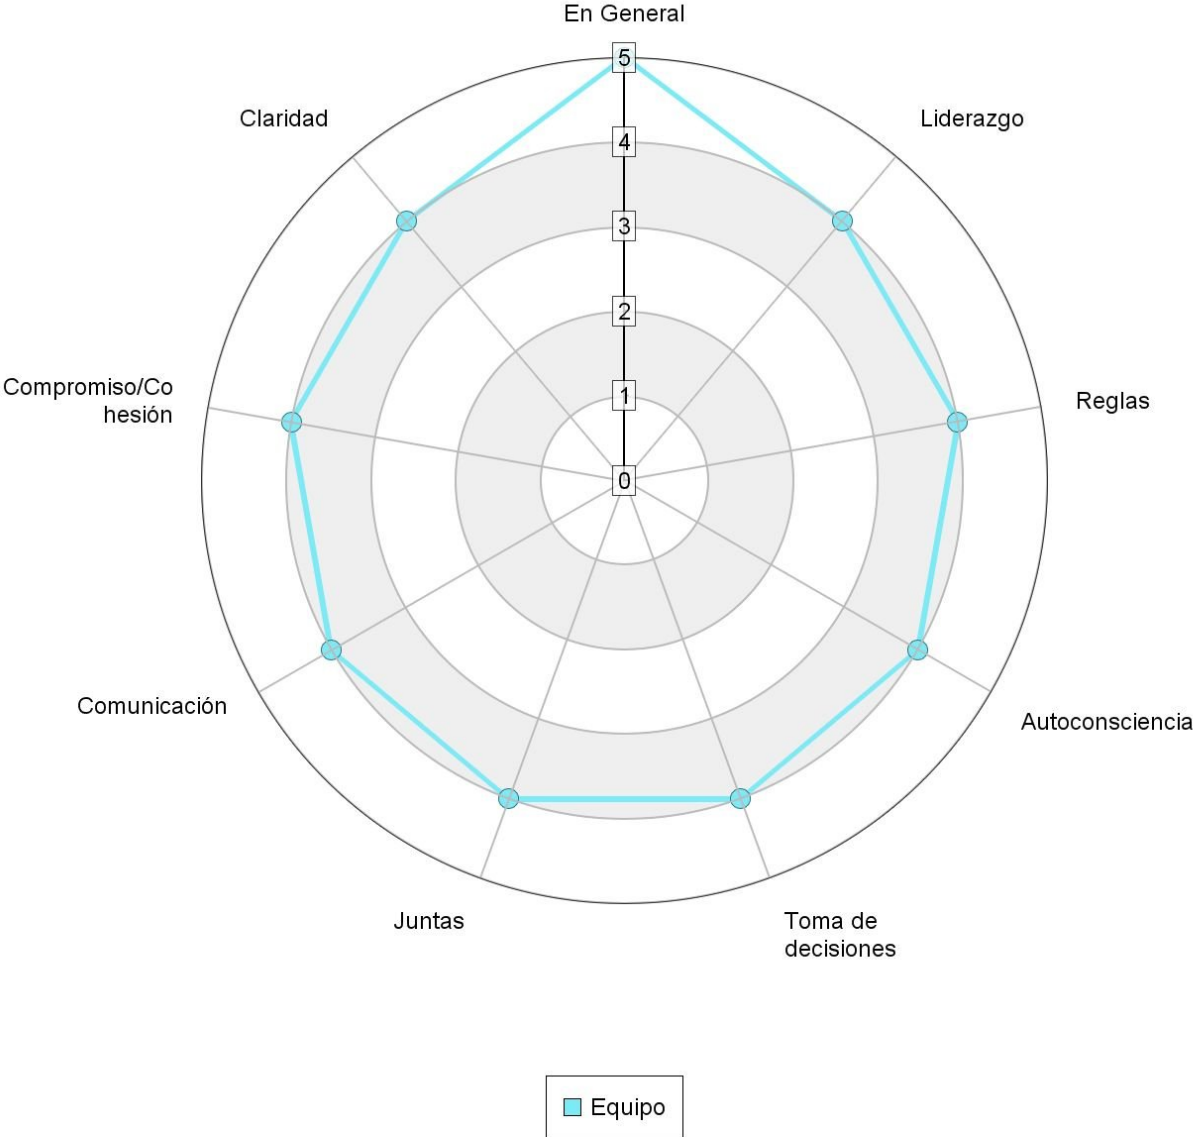 En General
5
Claridad
Liderazgo
4
3
2
Compromiso/Co
hesión
1
Reglas
0
Comunicación
Autoconsciencia
Juntas
Toma de
decisiones
Equipo